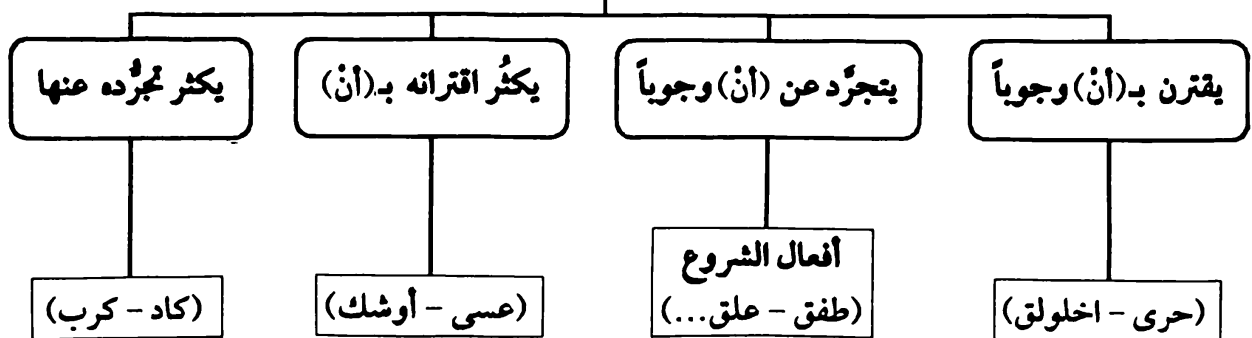 يقترن بـ(أنْ) وجوباً
يتجرَّد عن (أنْ) وجوباً
يكثُر اقترانه بـ(أنْ)
يكثر تجرُّده عنها
أفعال الشروع
(حرى - اخلولق)
(طفق - علق...)
(عسى - أوشك)
(كاد - كرب)